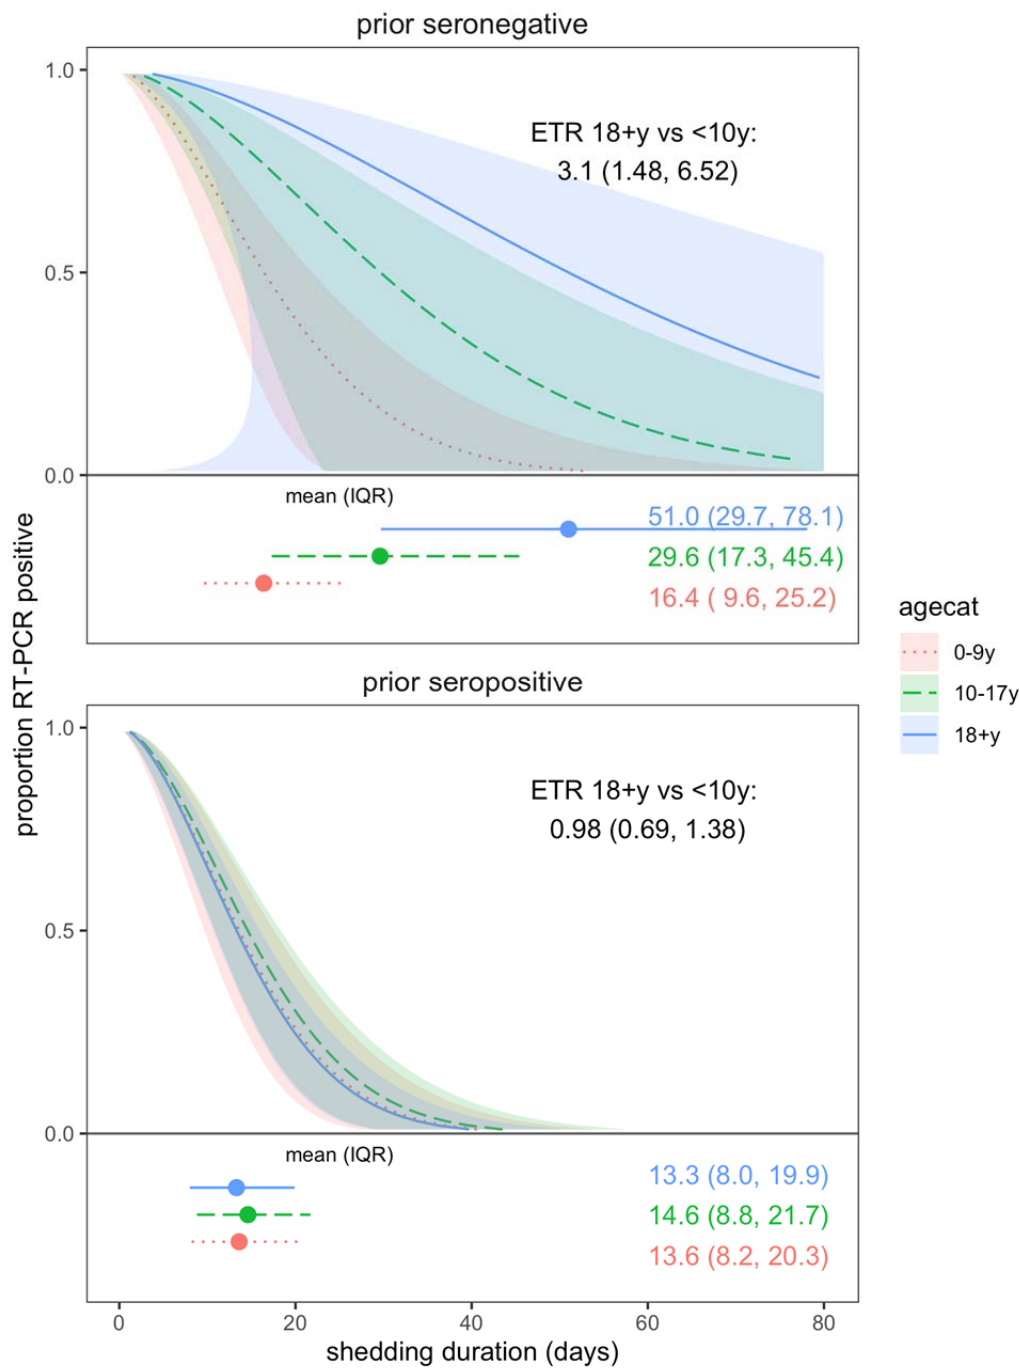 prior seronegative
1.0
ETR 18+y vs <10y:
3.1 (1.48, 6.52)
0.5
0.0
mean (IQR)
51.0 (29.7, 78.1)
29.6 (17.3, 45.4)
16.4 ( 9.6, 25.2)
proportion RT-PCR positive
agecat
0-9y
10-17y
18+y
prior seropositive
1.0
ETR 18+y vs <10y:
0.98 (0.69, 1.38)
0.5
0.0
mean (IQR)
13.3 (8.0, 19.9)
14.6 (8.8, 21.7)
13.6 (8.2, 20.3)
0 20 40 60 80
shedding duration (days)